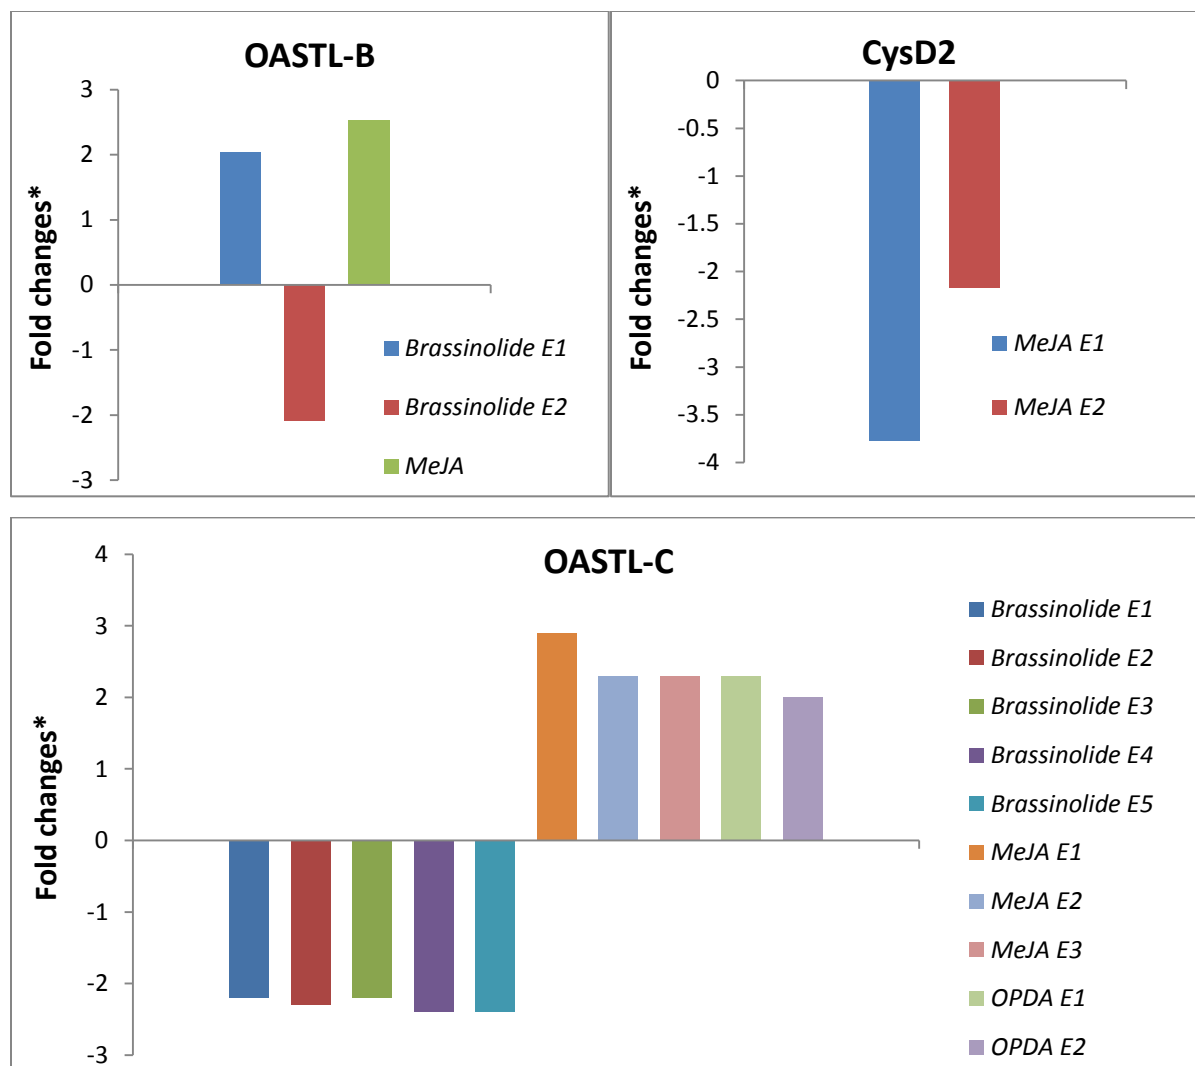 OASTL-B
3
2
1
0
-1
-2
-3
Fold changes*
Brassinolide E1
Brassinolide E2
MeJA
CysD2
0
-0.5
-1
-1.5
-2
-2.5
-3
-3.5
-4
Fold changes*
MeJA E1
MeJA E2
OASTL-C
4
3
2
1
0
-1
-2
-3
Fold changes*
Brassinolide E1
Brassinolide E2
Brassinolide E3
Brassinolide E4
Brassinolide E5
MeJA E1
MeJA E2
MeJA E3
OPDA E1
OPDA E2